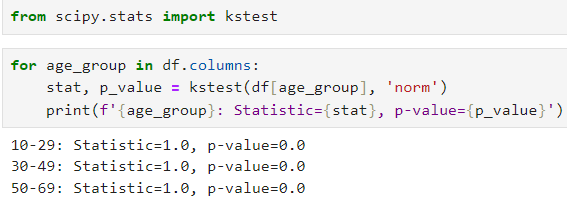 from scipy.stats import kstest
for age_group in df.columns:
    stat, p_value = kstest(df[age_group], 'norm')
    print(f'{age_group}: Statistic={stat}, p-value={p_value}')
10-29: Statistic=1.0, p-value=0.0
30-49: Statistic=1.0, p-value=0.0
50-69: Statistic=1.0, p-value=0.0